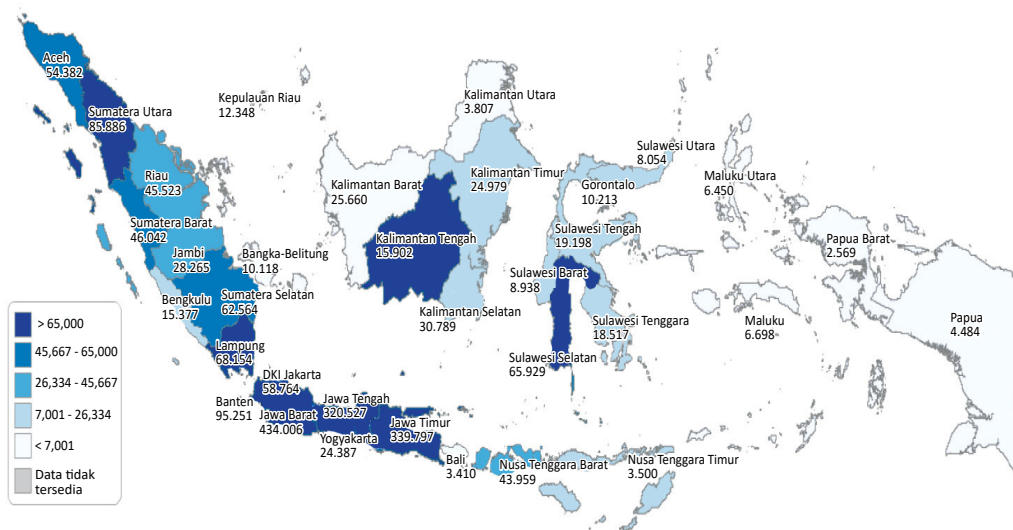 Aceh
54.382
Sumatera Utara
85.886
Kepulauan Riau
12.348
Kalimantan Utara
3.807
Riau
45.523
Sumatera Barat
46.042
Jambi
28.265
Bangka-Belitung
10.118
Bengkulu
15.377
Sumatera Selatan
62.564
Lampung
68.154
Kalimantan Barat
25.660
Kalimantan Timur
24.979
Kalimantan Tengah
15.902
Kalimantan Selatan
30.789
Sulawesi Utara
8.054
Gorontalo
10.213
Sulawesi Tengah
19.198
Sulawesi Barat
8.938
Sulawesi Tenggara
18.517
Sulawesi Selatan
65.929
Maluku Utara
6.450
Maluku
6.698
Papua Barat
2.569
Papua
4.484
DKI Jakarta
58.764
Banten
95.251
Jawa Barat
434.006
Jawa Tengah
320.527
Yogyakarta
24.387
Jawa Timur
339.797
Bali
3.410
Nusa Tenggara Barat
43.959
Nusa Tenggara Timur
3.500
> 65,000
45,667 - 65,000
26,334 - 45,667
7,001 - 26,334
< 7,001
Data tidak
tersedia